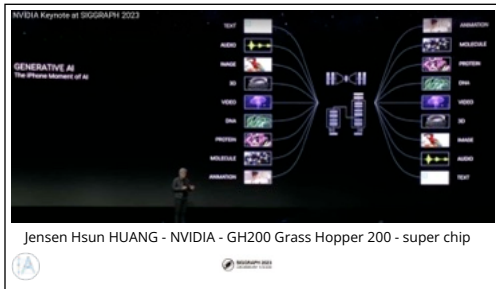 NVIDIA Keynote at SIGGRAPH 2023
TEXT
AUDIO
IMAGE
3D
VIDEO
DNA
PROTEIN
MOLECULE
ANIMATION
GENERATIVE AI
The iPhone Moment of AI
ANIMATION
MOLECULE
PROTEIN
DNA
VIDEO
3D
IMAGE
AUDIO
TEXT
Jensen Hsun HUANG - NVIDIA - GH200 Grass Hopper 200 - super chip
SIGGRAPH 2023